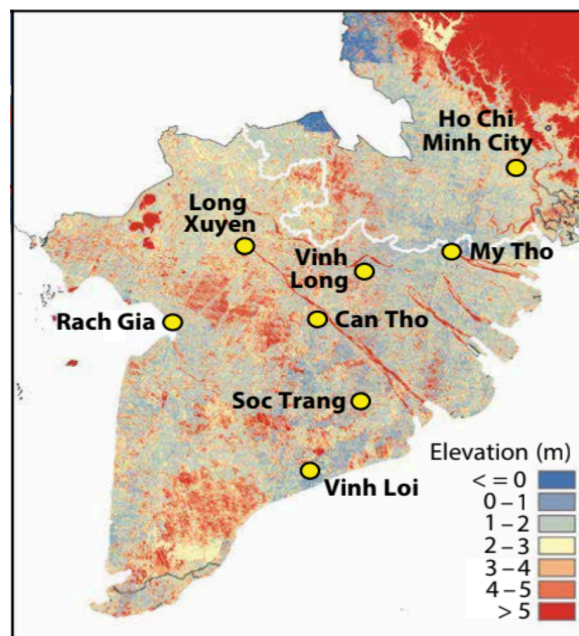 Ho Chi
Minh City
Long
Xuyen
Vinh
Long
My Tho
Rach Gia
Can Tho
Soc Trang
Vinh Loi
Elevation (m)
< = 0
0 – 1
1 – 2
2 – 3
3 – 4
4 – 5
> 5